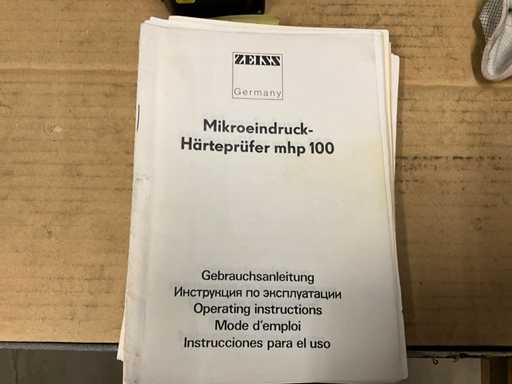 ZEISS
Germany
Mikroeindruck-
Härteprüfer mhp 100
Gebrauchsanleitung
Инструкция по эксплуатации
Operating instructions
Mode d'emploi
Instrucciones para el uso